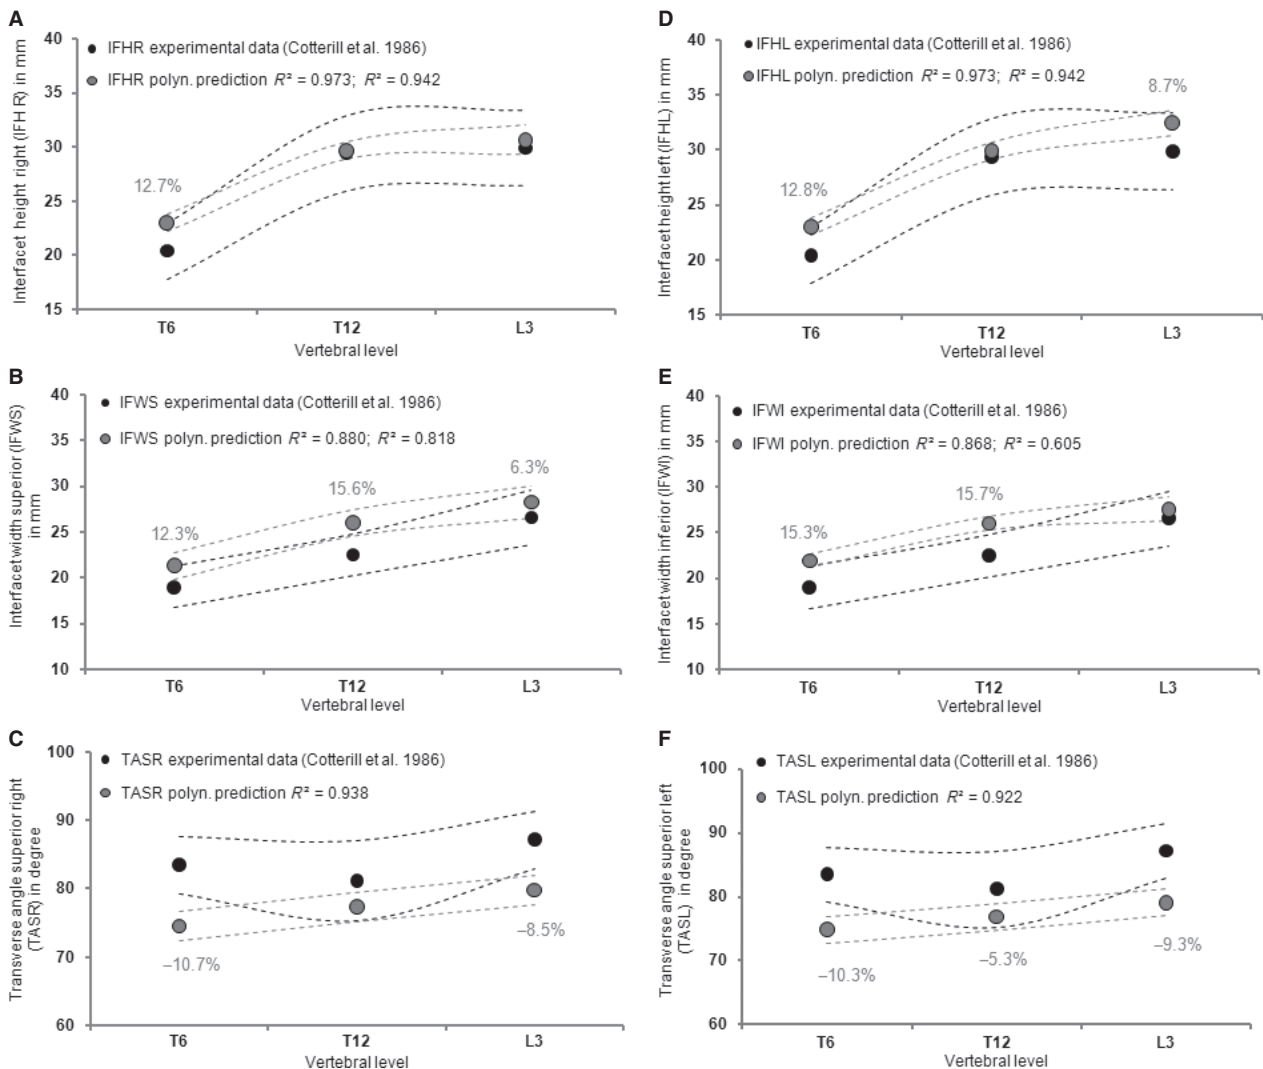 A
IFHR experimental data (Cotterill et al. 1986)
IFHR polyn. prediction R² = 0.973; R² = 0.942
Interfacet height right (IFH R) in mm
40
35
30
25
20
15
12.7%
T6
T12
L3
Vertebral level
D
IFHL experimental data (Cotterill et al. 1986)
IFHL polyn. prediction R² = 0.973; R² = 0.942
Interfacet height left (IFHL) in mm
40
35
30
25
20
15
12.8%
8.7%
T6
T12
L3
Vertebral level
B
IFWS experimental data (Cotterill et al. 1986)
IFWS polyn. prediction R² = 0.880; R² = 0.818
Interfacet width superior (IFWS)
in mm
40
35
30
25
20
15
10
12.3%
15.6%
6.3%
T6
T12
L3
Vertebral level
E
IFWI experimental data (Cotterill et al. 1986)
IFWI polyn. prediction R² = 0.868; R² = 0.605
Interfacet width inferior (IFWI) in mm
40
35
30
25
20
15
10
15.3%
15.7%
T6
T12
L3
Vertebral level
C
TASR experimental data (Cotterill et al. 1986)
TASR polyn. prediction R² = 0.938
Transverse angle superior right
(TASR) in degree
100
90
80
70
60
–10.7%
–8.5%
T6
T12
L3
Vertebral level
F
TASL experimental data (Cotterill et al. 1986)
TASL polyn. prediction R² = 0.922
Transverse angle superior left
(TASL) in degree
100
90
80
70
60
–10.3%
–5.3%
–9.3%
T6
T12
L3
Vertebral level